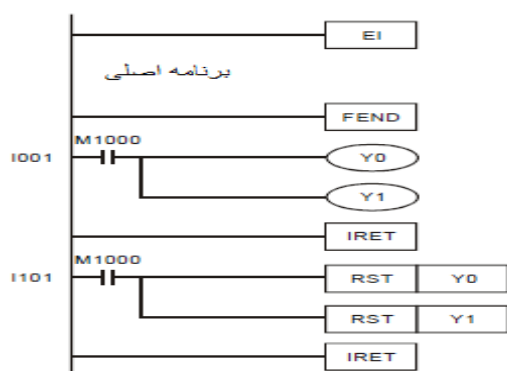 EI
برنامه اصلی
FEND
M1000
I001 Y0
Y1
IRET
M1000
I101 RST Y0
RST Y1
IRET